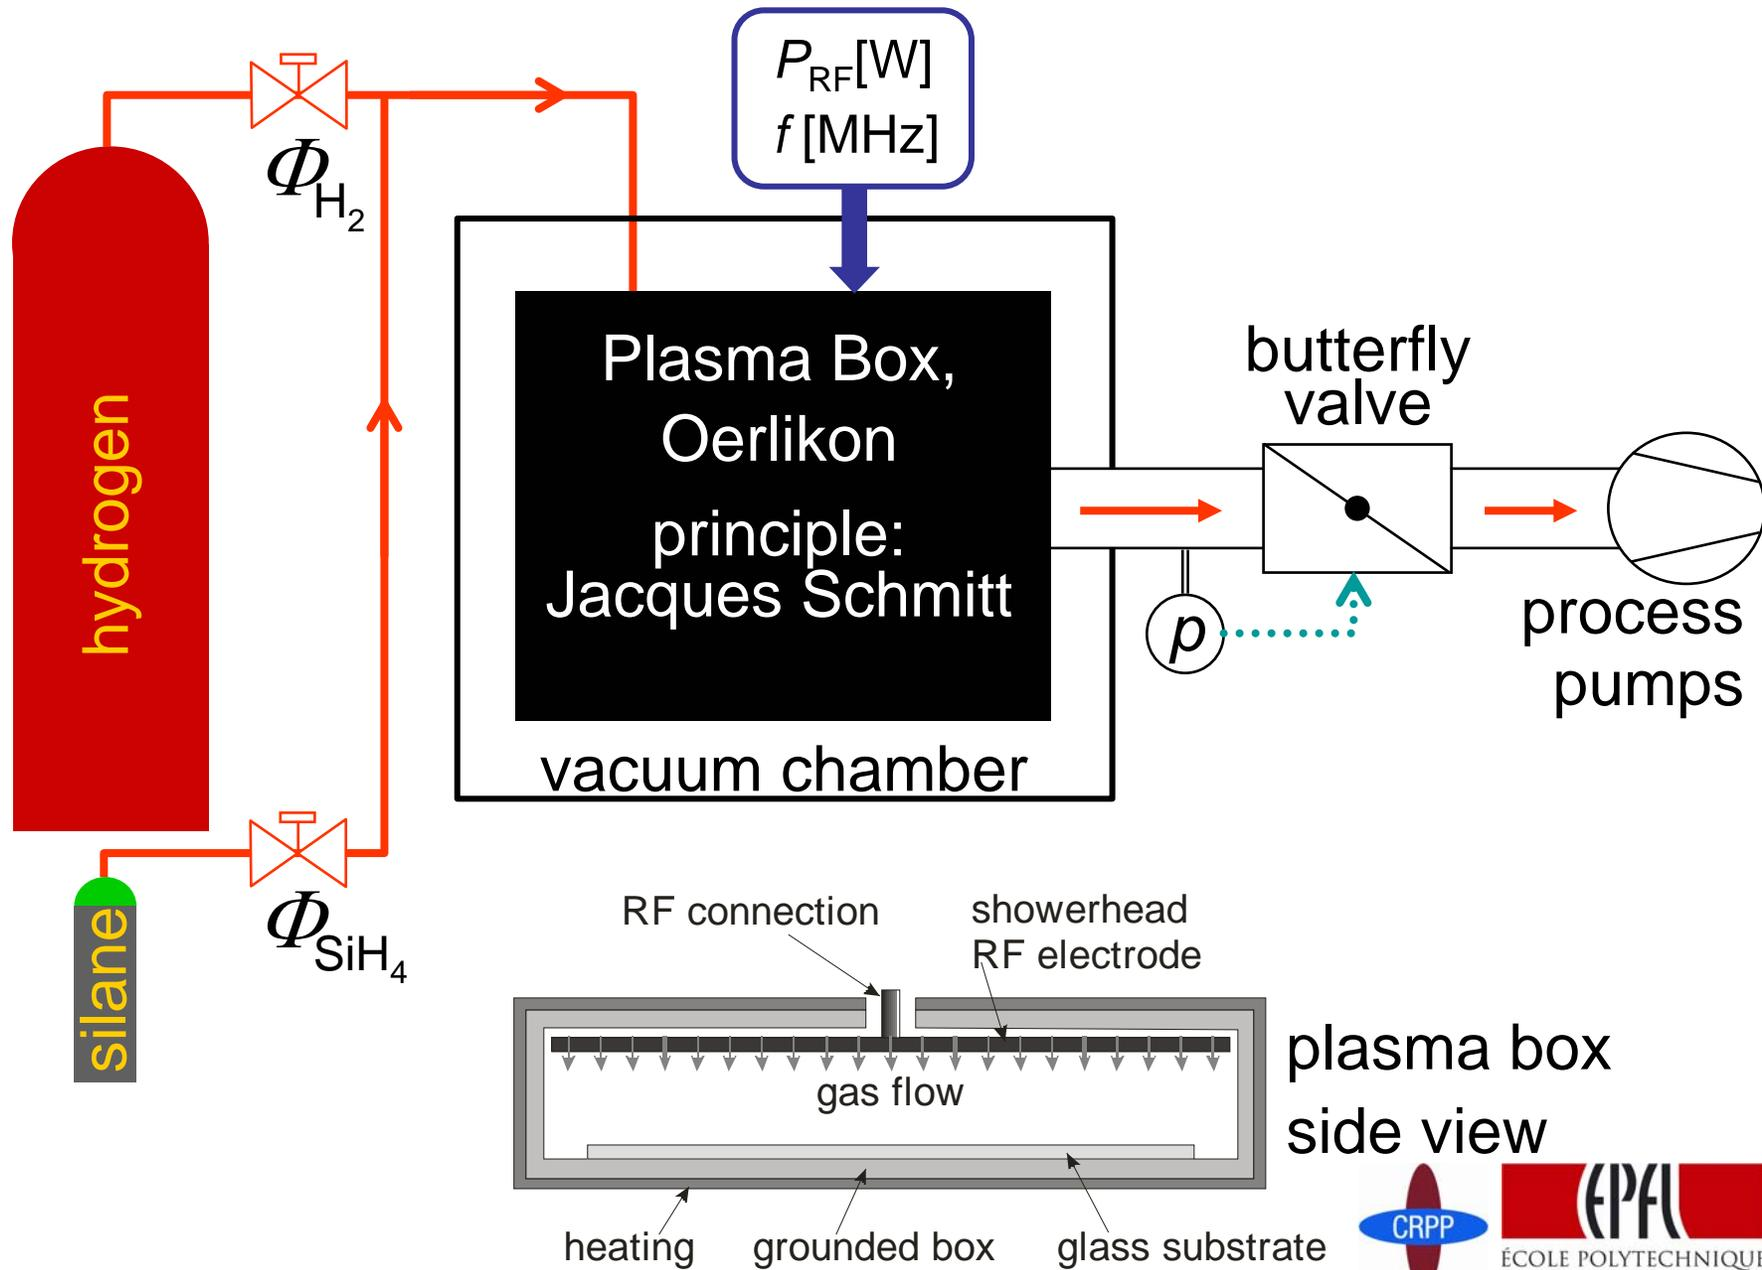 P_RF[W]
f [MHz]
Φ_H₂
hydrogen
Plasma Box,
Oerlikon
principle:
Jacques Schmitt
vacuum chamber
butterfly
valve
p
process
pumps
silane
Φ_SiH₄
RF connection
showerhead
RF electrode
gas flow
plasma box
side view
heating
grounded box
glass substrate
CRPP
EPFL
ÉCOLE POLYTECHNIQUE